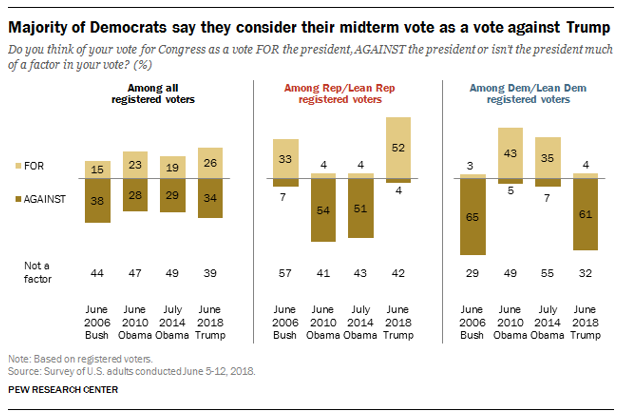 Majority of Democrats say they consider their midterm vote as a vote against Trump
Do you think of your vote for Congress as a vote FOR the president, AGAINST the president or isn't the president much
of a factor in your vote? (%)
Among all
registered voters
Among Rep/Lean Rep
registered voters
Among Dem/Lean Dem
registered voters
FOR
15 23 19 26
33 4 4 52
3 43 35 4
AGAINST
38 28 29 34
7 54 51 4
65 5 7 61
Not a
factor
44 47 49 39
57 41 43 42
29 49 55 32
June June July June
2006 2010 2014 2018
Bush Obama Obama Trump
June June July June
2006 2010 2014 2018
Bush Obama Obama Trump
June June July June
2006 2010 2014 2018
Bush Obama Obama Trump
Note: Based on registered voters.
Source: Survey of U.S. adults conducted June 5-12, 2018.
PEW RESEARCH CENTER